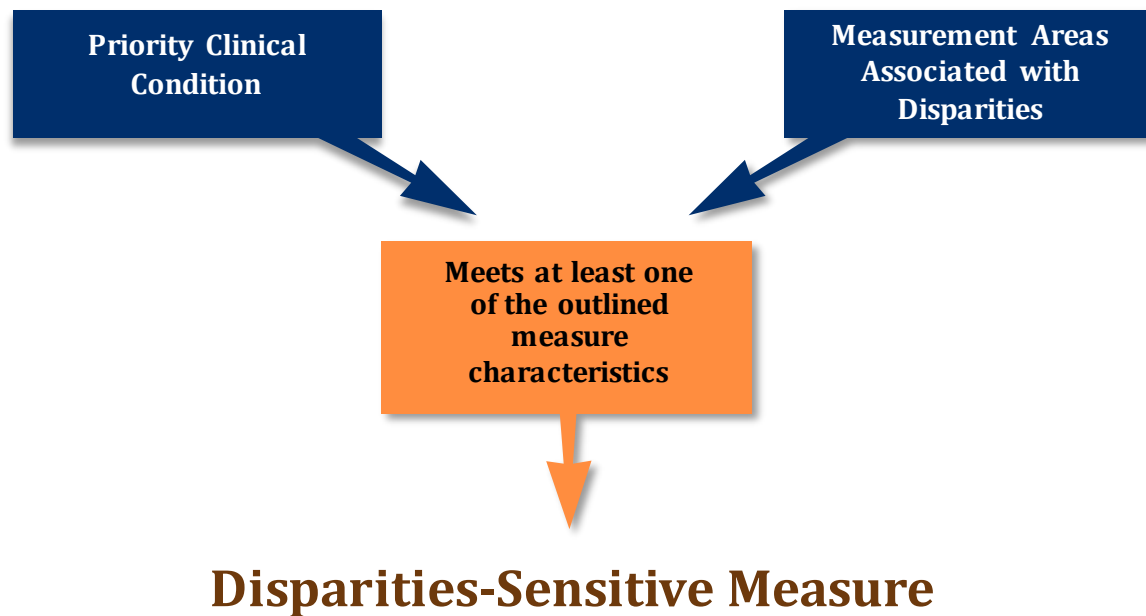 Priority Clinical
Condition
Measurement Areas
Associated with
Disparities
Meets at least one
of the outlined
measure
characteristics
Disparities-Sensitive Measure